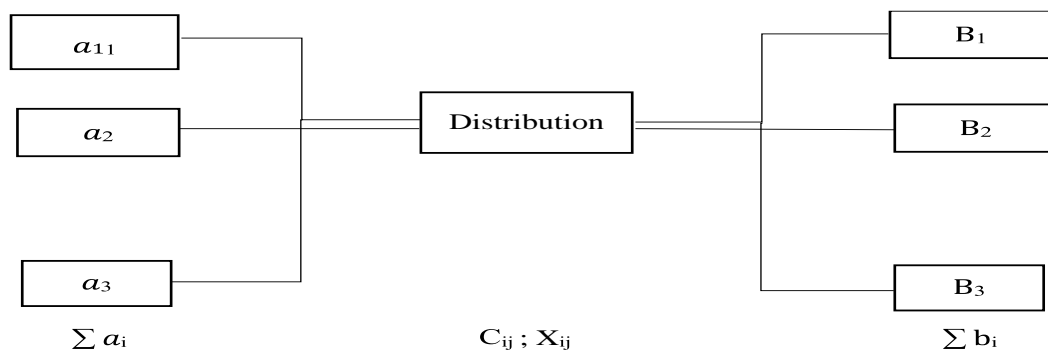 a₁₁
B₁
Distribution
a₂
B₂
a₃
B₃
∑ aᵢ
Cᵢⱼ ; Xᵢⱼ
∑ bᵢ